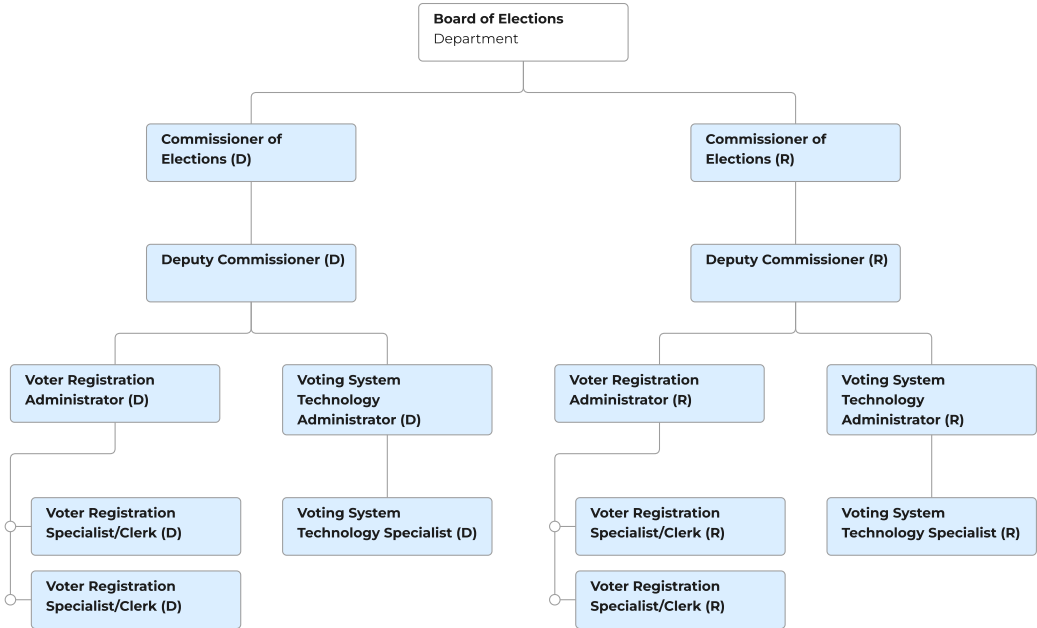 Board of Elections
Department
Commissioner of
Elections (D)
Commissioner of
Elections (R)
Deputy Commissioner (D)
Deputy Commissioner (R)
Voter Registration
Administrator (D)
Voting System
Technology
Administrator (D)
Voter Registration
Administrator (R)
Voting System
Technology
Administrator (R)
Voter Registration
Specialist/Clerk (D)
Voting System
Technology Specialist (D)
Voter Registration
Specialist/Clerk (R)
Voting System
Technology Specialist (R)
Voter Registration
Specialist/Clerk (D)
Voter Registration
Specialist/Clerk (R)